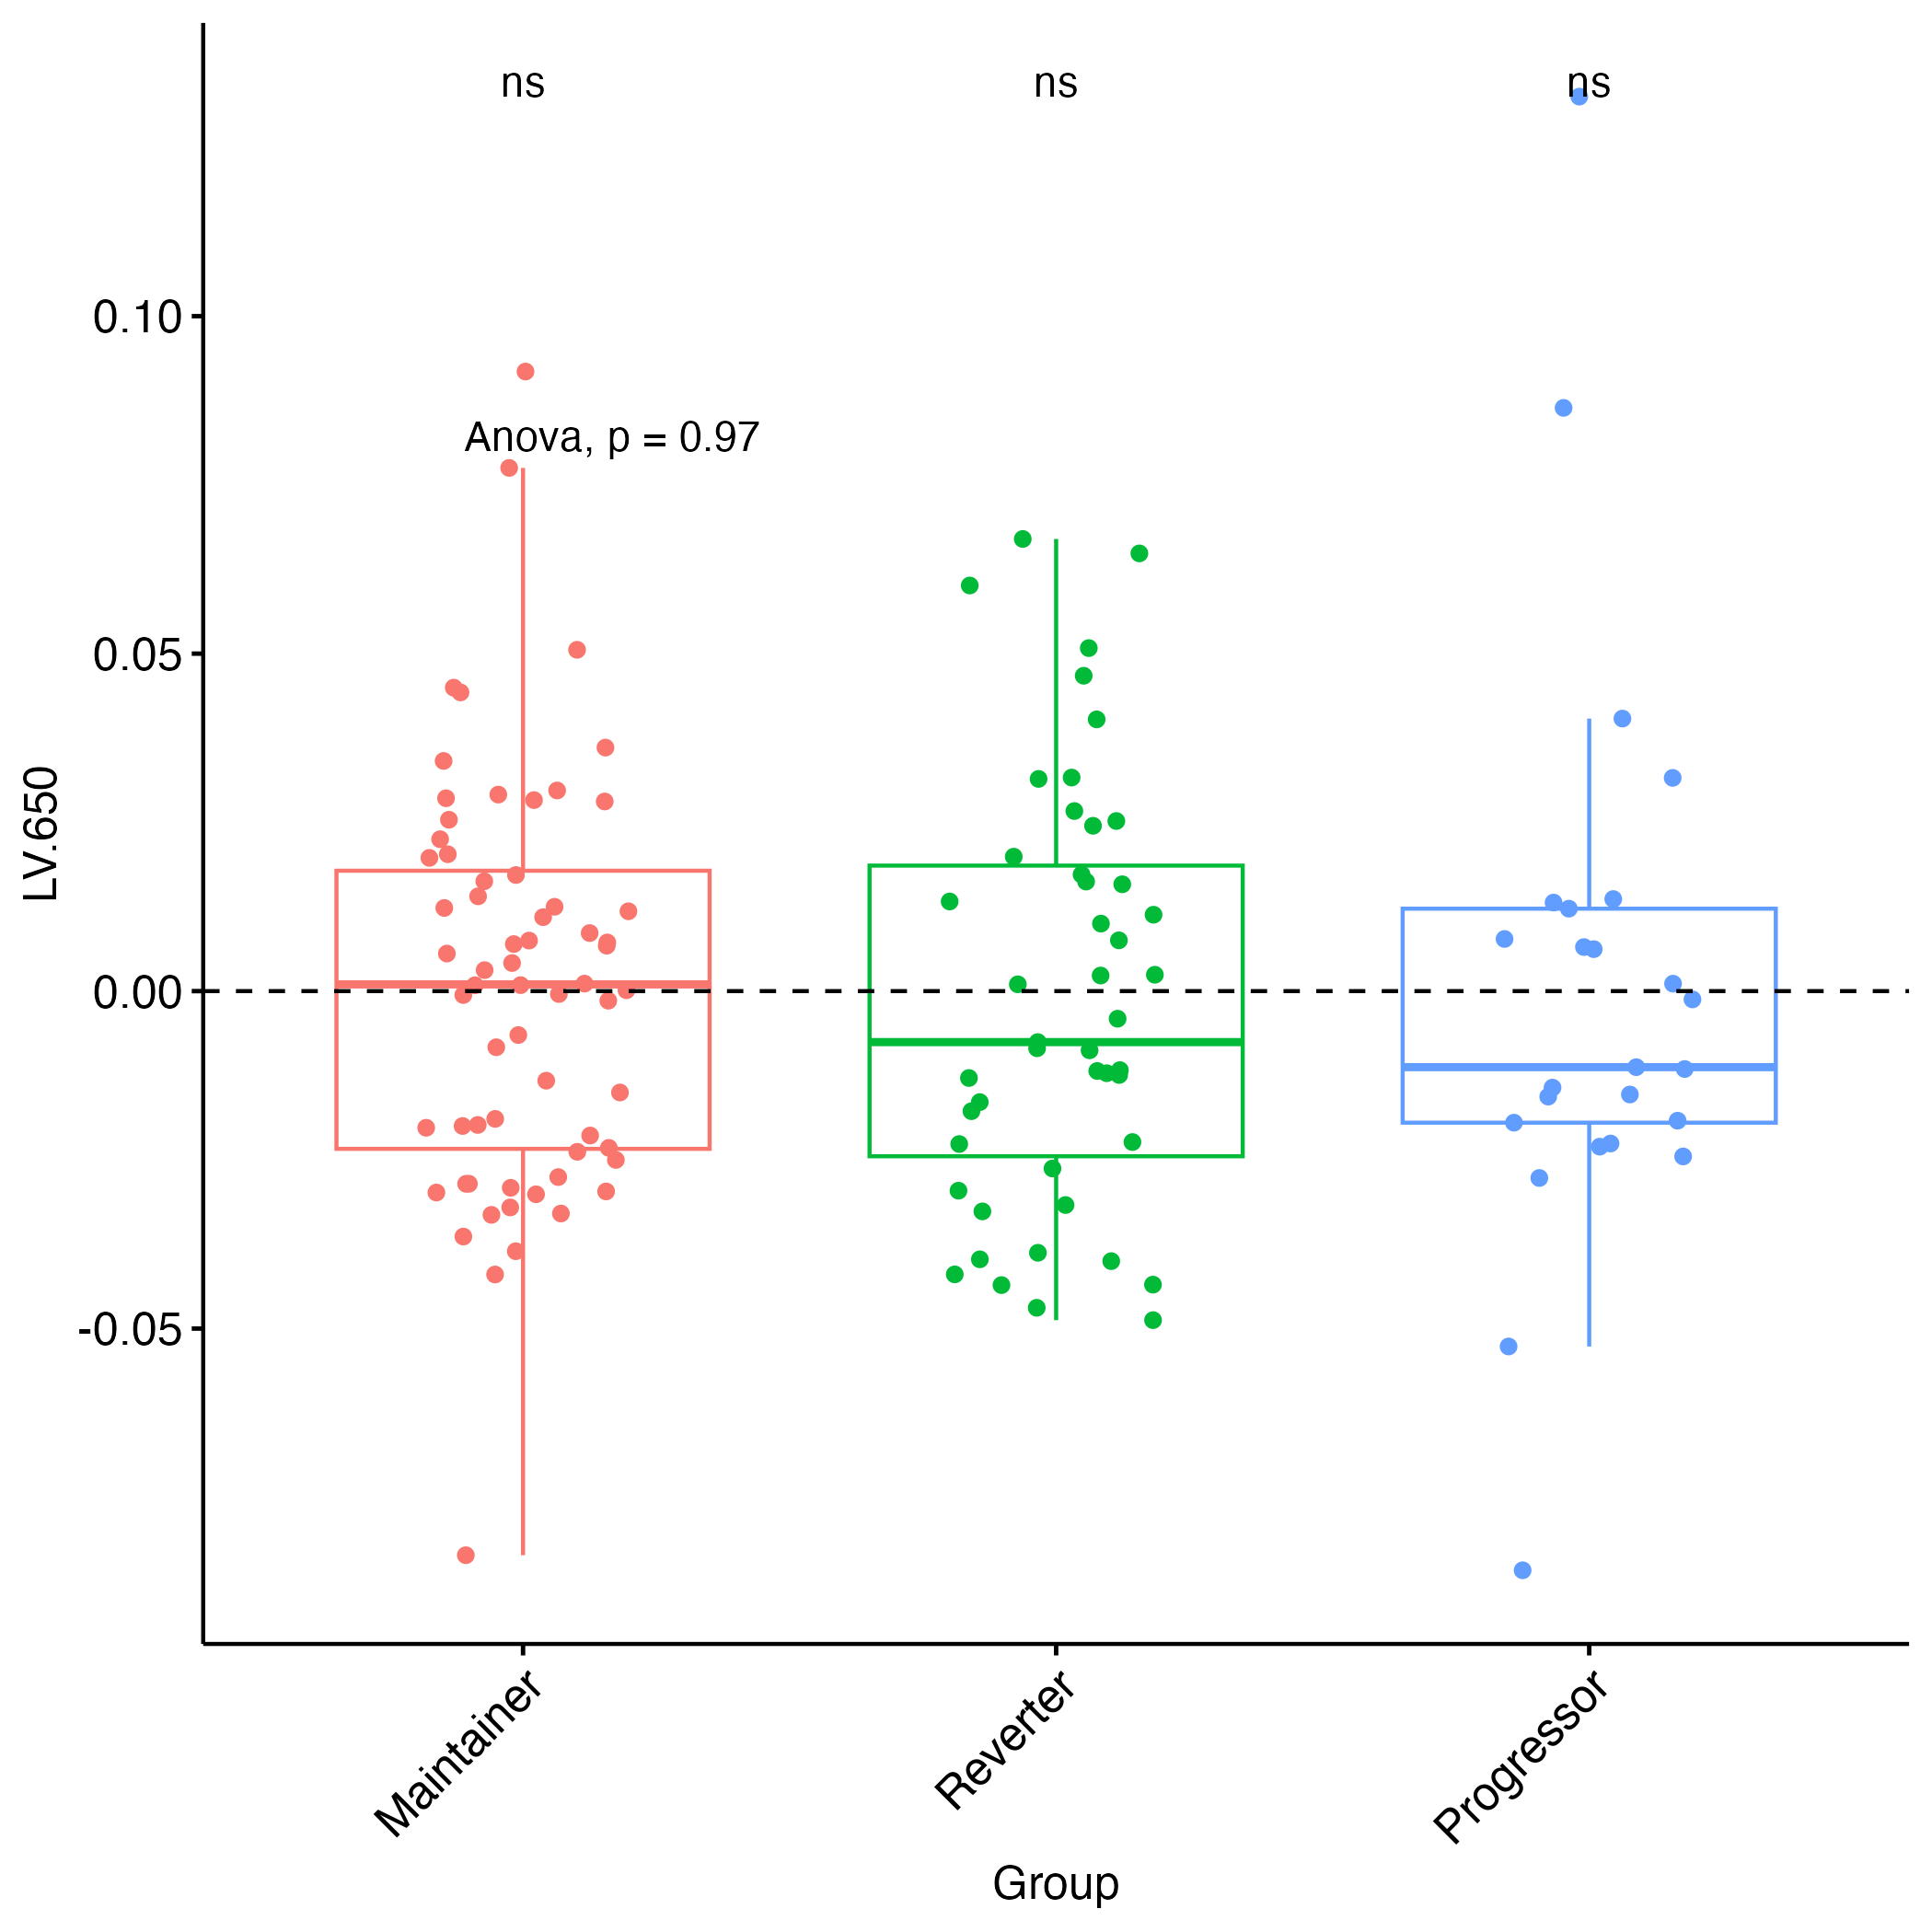 ns ns ns
Anova, p = 0.97
0.10
0.05
0.00
-0.05
LV.650
Maintainer
Reverter
Progressor
Group